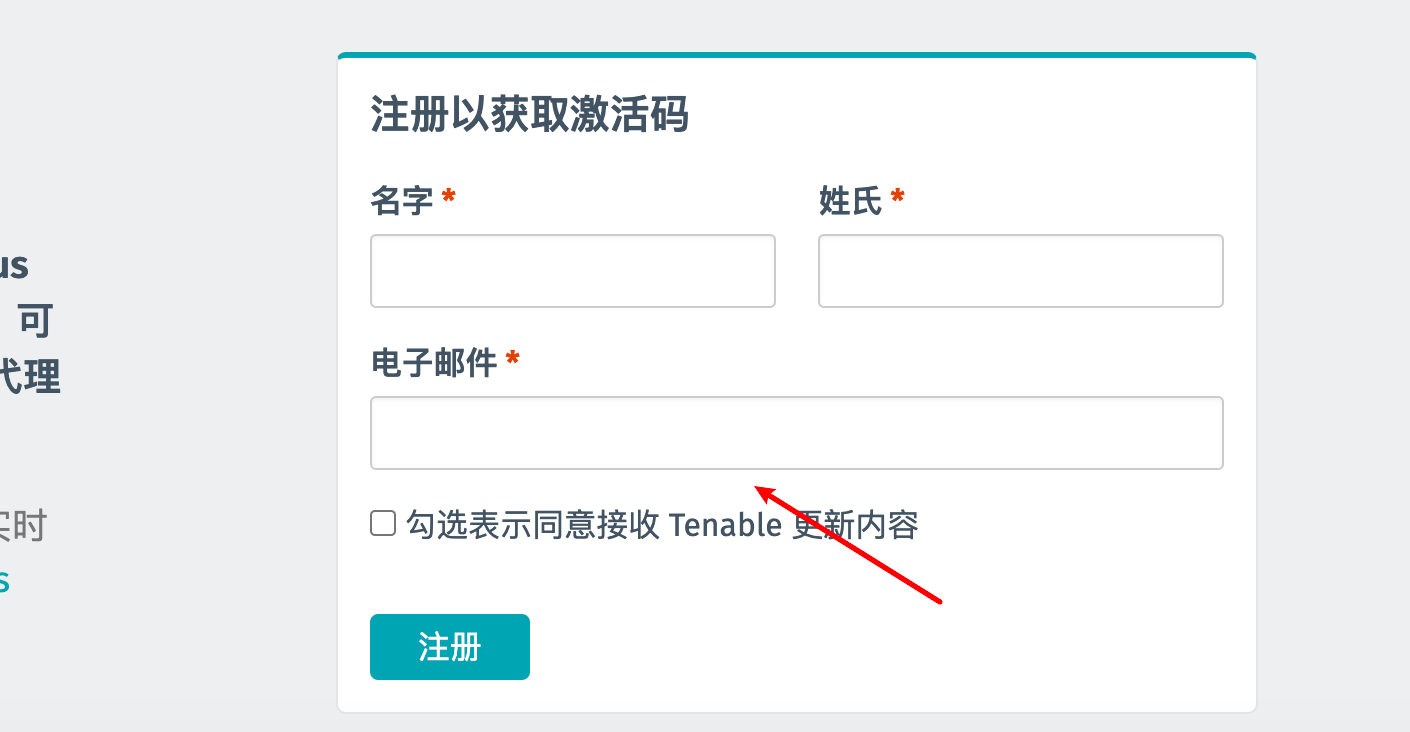 注册以获取激活码
名字 *
姓氏 *
us
可
代理
电子邮件 *
实时
s
勾选表示同意接收 Tenable 更新内容
注册